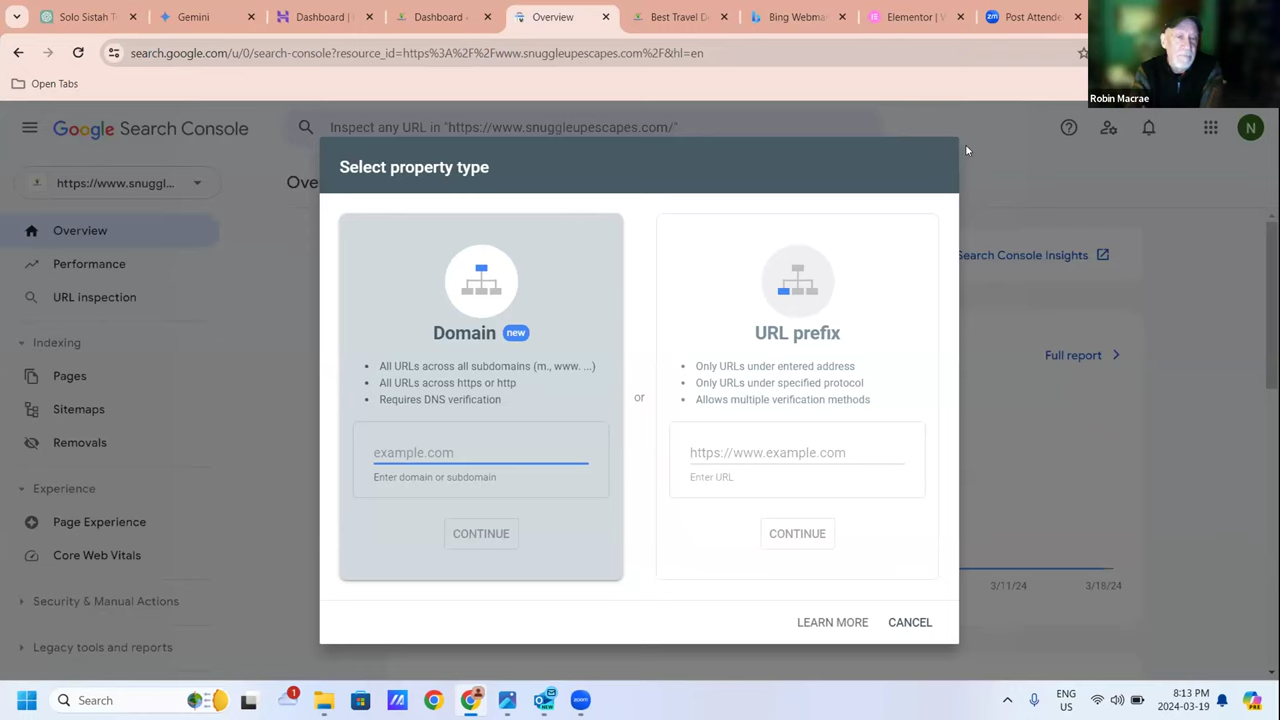 Solo Sistah T
Gemini
Dashboard |
Dashboard
Overview
Best Travel D
Bing Webma
Elementor | V
Post Attende
search.google.com/u/0/search-console?resource_id=https%3A%2F%2Fwww.snuggleupescapes.com%2F&hl=en
Open Tabs
Robin Macrae
Google Search Console
Inspect any URL in "https://www.snuggleupescapes.com/"
N
https://www.snuggl...
Ove
Overview
Performance
URL inspection
Indexing
Pages
Sitemaps
Removals
Experience
Page Experience
Core Web Vitals
Security & Manual Actions
Legacy tools and reports
Select property type
Domain new
All URLs across all subdomains (m., www. ...)
All URLs across https or http
Requires DNS verification
example.com
Enter domain or subdomain
CONTINUE
or
URL prefix
Only URLs under entered address
Only URLs under specified protocol
Allows multiple verification methods
https://www.example.com
Enter URL
CONTINUE
LEARN MORE
CANCEL
Search Console Insights
Full report
3/11/24
3/18/24
Search
1
zoom
ENG
US
8:13 PM
2024-03-19